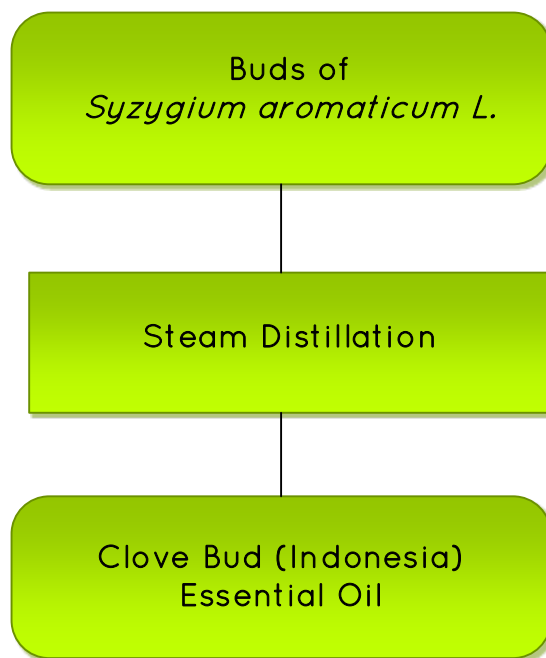 Buds of
Syzygium aromaticum L.
Steam Distillation
Clove Bud (Indonesia)
Essential Oil